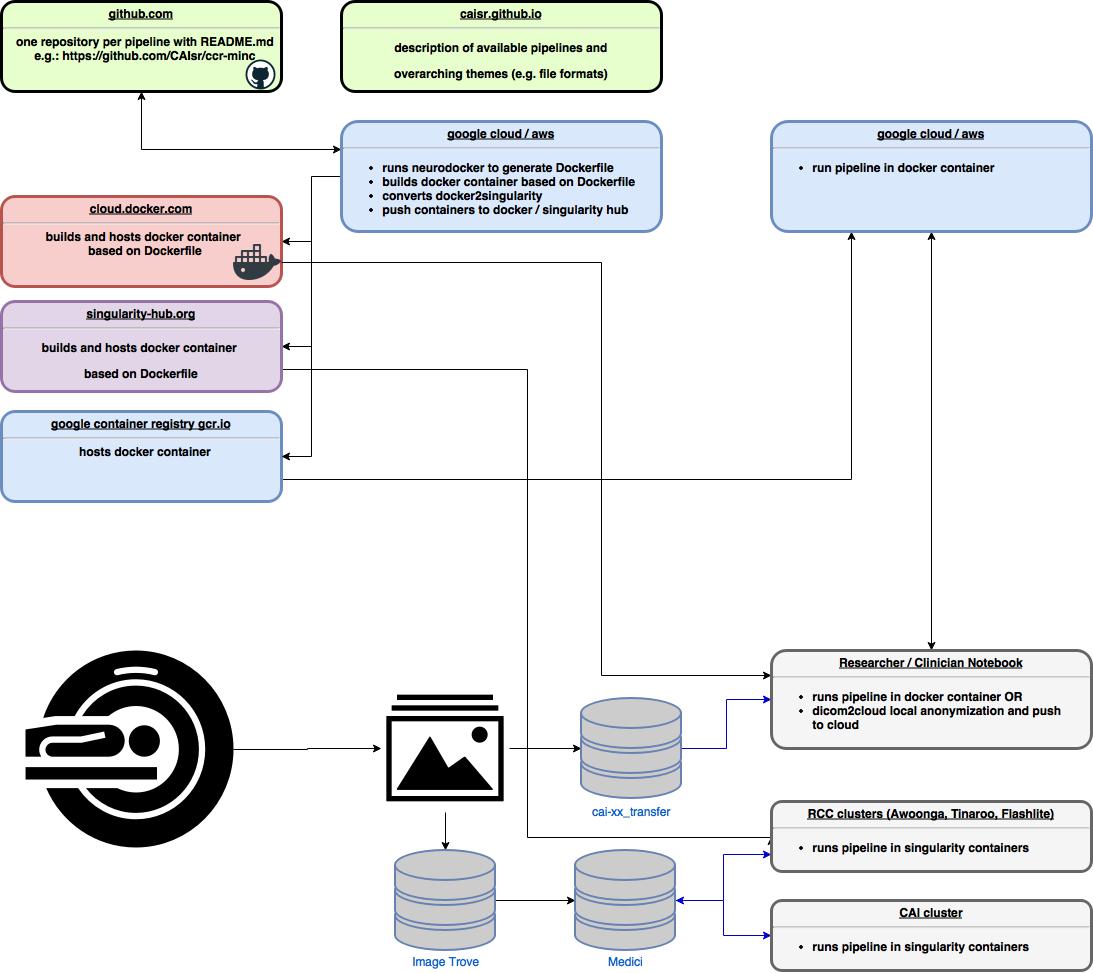 github.com
one repository per pipeline with README.md
e.g.: https://github.com/CAIsr/ccr-minc
caisr.github.io
description of available pipelines and
overarching themes (e.g. file formats)
google cloud / aws
• runs neurodocker to generate Dockerfile
• builds docker container based on Dockerfile
• converts docker2singularity
• push containers to docker / singularity hub
google cloud / aws
• run pipeline in docker container
cloud.docker.com
builds and hosts docker container
based on Dockerfile
singularity-hub.org
builds and hosts docker container
based on Dockerfile
google container registry gcr.io
hosts docker container
Researcher / Clinician Notebook
• runs pipeline in docker container OR
• dicom2cloud local anonymization and push
to cloud
cai-xx_transfer
RCC clusters (Awoonga, Tinaroo, Flashlite)
• runs pipeline in singularity containers
CAI cluster
• runs pipeline in singularity containers
Image Trove
Medici